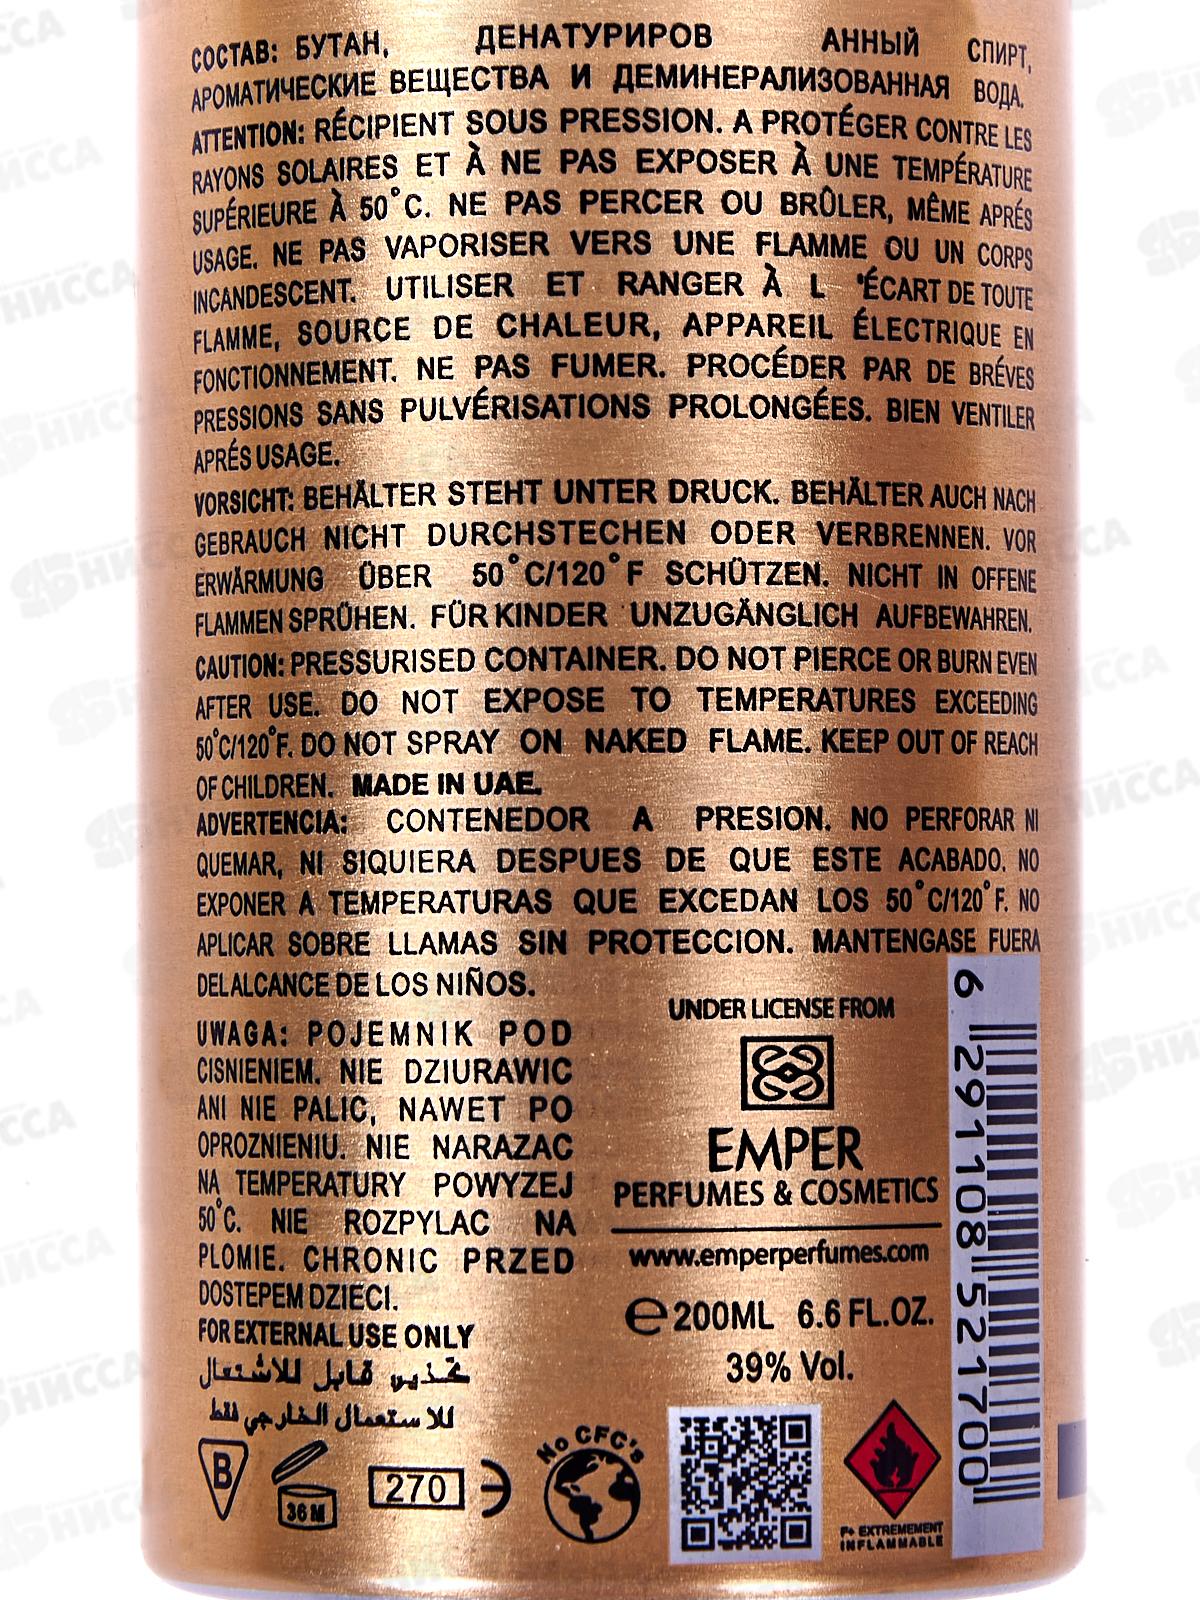 СОСТАВ: БУТАН, ДЕНАТУРИРОВ АННЫЙ СПИРТ,
АРОМАТИЧЕСКИЕ ВЕЩЕСТВА И ДЕМИНЕРАЛИЗОВАННАЯ ВОДА.
ATTENTION: RÉCIPIENT SOUS PRESSION. A PROTÉGER CONTRE LES
RAYONS SOLAIRES ET À NE PAS EXPOSER À UNE TEMPÉRATURE
SUPÉRIEURE À 50°C. NE PAS PERCER OU BRÛLER, MÊME APRÉS
USAGE. NE PAS VAPORISER VERS UNE FLAMME OU UN CORPS
INCANDESCENT. UTILISER ET RANGER À L 'ÉCART DE TOUTE
FLAMME, SOURCE DE CHALEUR, APPAREIL ÉLECTRIQUE EN
FONCTIONNEMENT. NE PAS FUMER. PROCÉDER PAR DE BRÉVES
PRESSIONS SANS PULVÉRISATIONS PROLONGÉES. BIEN VENTILER
APRÉS USAGE.
VORSICHT: BEHÄLTER STEHT UNTER DRUCK. BEHÄLTER AUCH NACH
GEBRAUCH NICHT DURCHSTECHEN ODER VERBRENNEN. VOR
ERWÄRMUNG ÜBER 50°C/120°F SCHÜTZEN. NICHT IN OFFENE
FLAMMEN SPRÜHEN. FÜR KINDER UNZUGÄNGLICH AUFBEWAHREN.
CAUTION: PRESSURISED CONTAINER. DO NOT PIERCE OR BURN EVEN
AFTER USE. DO NOT EXPOSE TO TEMPERATURES EXCEEDING
50°C/120°F. DO NOT SPRAY ON NAKED FLAME. KEEP OUT OF REACH
OF CHILDREN. MADE IN UAE.
ADVERTENCIA: CONTENEDOR A PRESION. NO PERFORAR NI
QUEMAR, NI SIQUIERA DESPUES DE QUE ESTE ACABADO. NO
EXPONER A TEMPERATURAS QUE EXCEDAN LOS 50°C/120°F. NO
APLICAR SOBRE LLAMAS SIN PROTECCION. MANTENGASE FUERA
DEL ALCANCE DE LOS NIÑOS.
UWAGA: POJEMNIK POD
CISNIENIEM. NIE DZIURAWIC
ANI NIE PALIC, NAWET PO
OPROZNIENIU. NIE NARAZAC
NA TEMPERATURY POWYZEJ
50°C. NIE ROZPYLAC NA
PLOMIE. CHRONIC PRZED
DOSTEPEM DZIECI.
FOR EXTERNAL USE ONLY
تحذير: قابل للاشتعال
للاستعمال الخارجي فقط
UNDER LICENSE FROM
EMPER
PERFUMES & COSMETICS
www.emperperfumes.com
e 200ML 6.6 FL.OZ.
39% Vol.
B
36 M
270
No CFC's
F+ EXTREMEMENT
INFLAMMABLE
6 291108 521700
НИССА